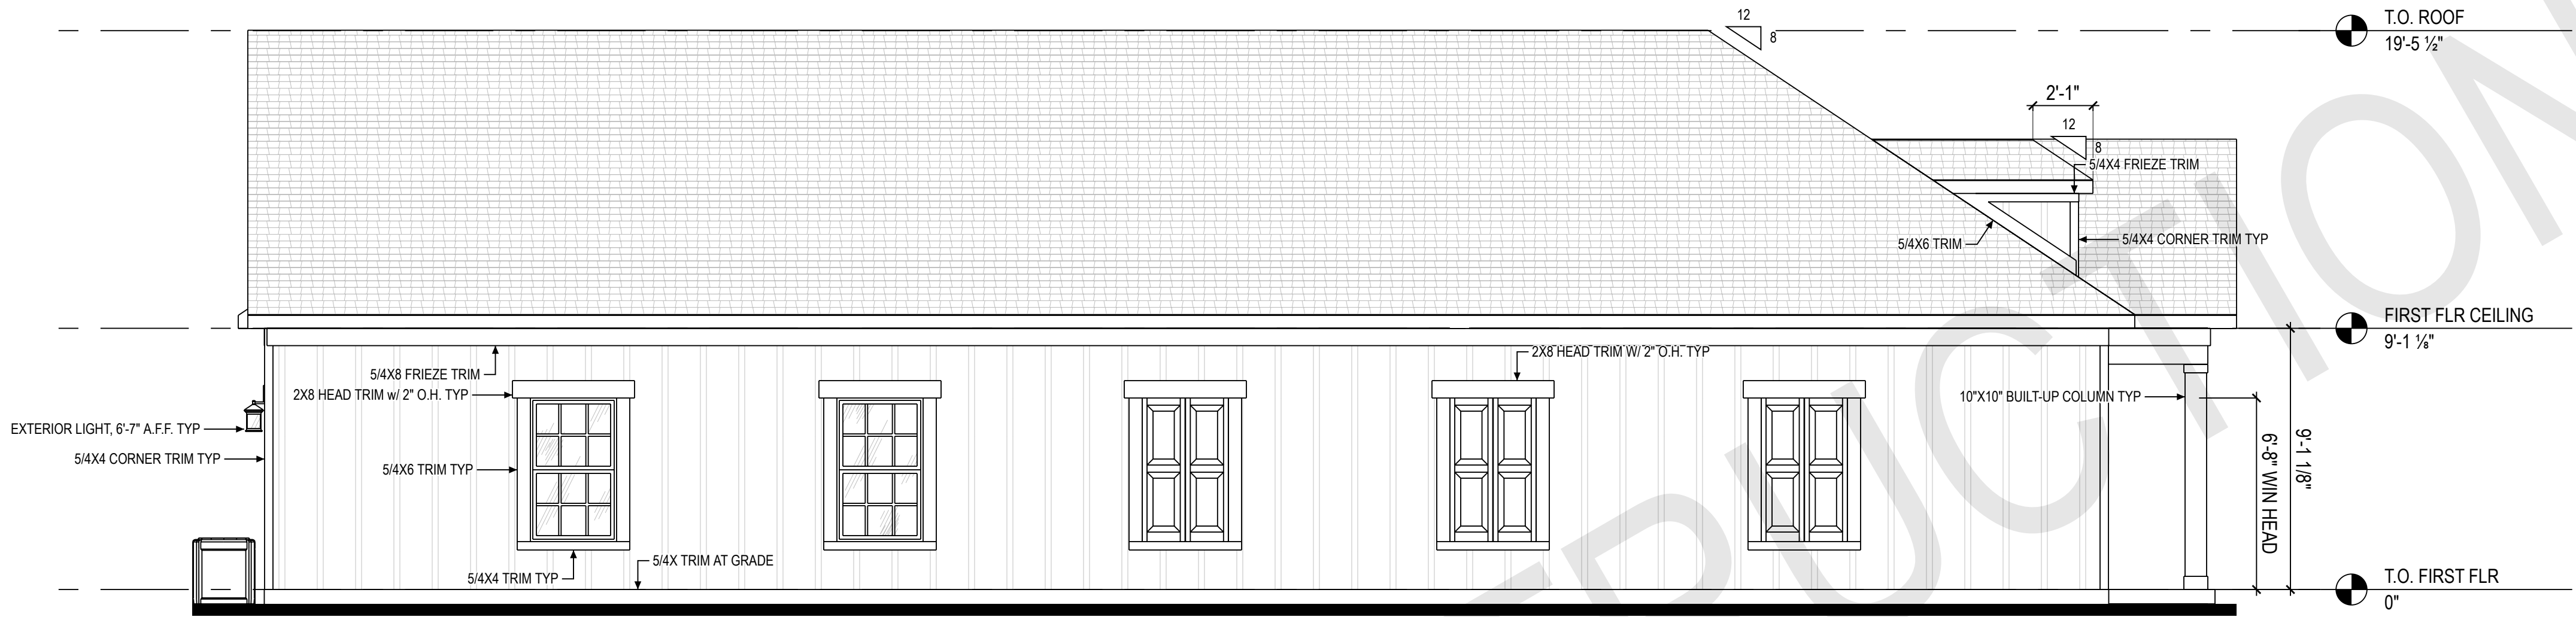 12
8
T.O. ROOF
19'-5 ½"
2'-1"
12
8
5/4X4 FRIEZE TRIM
5/4X6 TRIM
5/4X4 CORNER TRIM TYP
FIRST FLR CEILING
9'-1 ⅛"
5/4X8 FRIEZE TRIM
2X8 HEAD TRIM W/ 2" O.H. TYP
2X8 HEAD TRIM w/ 2" O.H. TYP
10"X10" BUILT-UP COLUMN TYP
EXTERIOR LIGHT, 6'-7" A.F.F. TYP
5/4X4 CORNER TRIM TYP
5/4X6 TRIM TYP
6'-8" WIN HEAD
9'-1 1/8"
5/4X TRIM AT GRADE
5/4X4 TRIM TYP
T.O. FIRST FLR
0"
TRUCTION